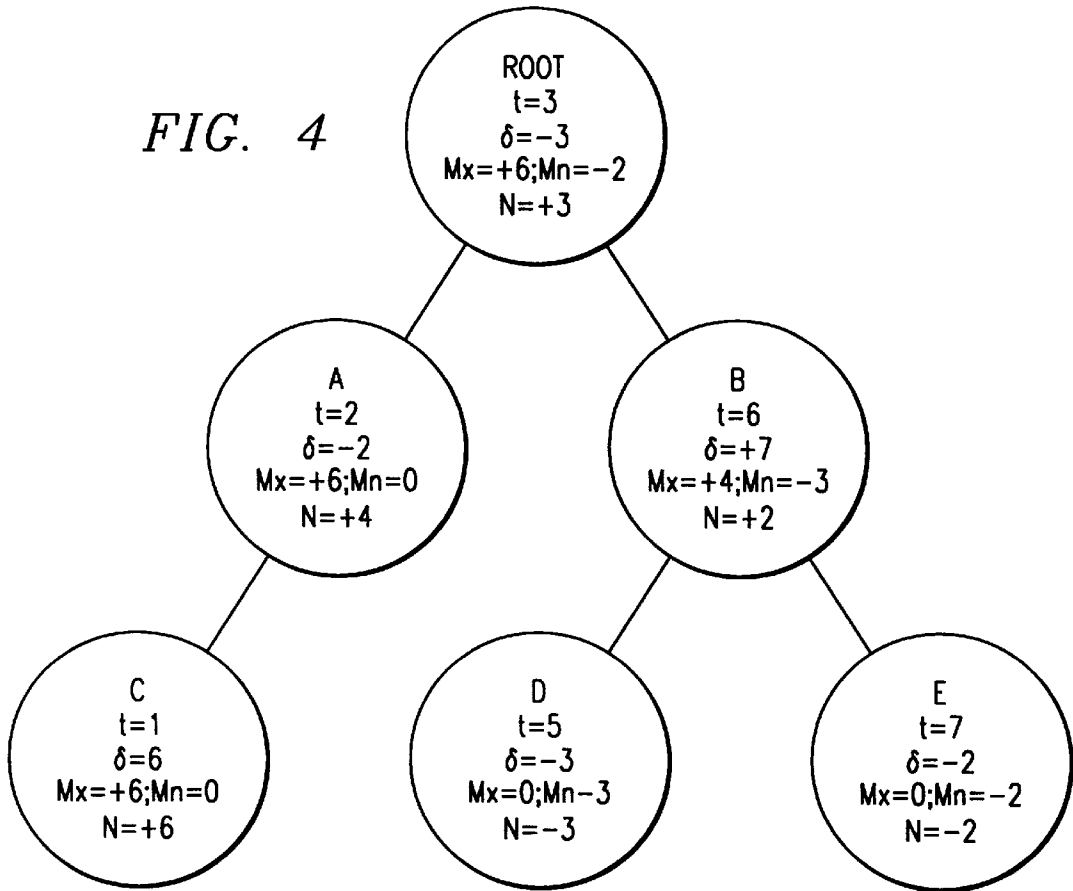 FIG. 4
ROOT
t=3
δ=-3
Mx=+6;Mn=-2
N=+3
A
t=2
δ=-2
Mx=+6;Mn=0
N=+4
B
t=6
δ=+7
Mx=+4;Mn=-3
N=+2
C
t=1
δ=6
Mx=+6;Mn=0
N=+6
D
t=5
δ=-3
Mx=0;Mn-3
N=-3
E
t=7
δ=-2
Mx=0;Mn=-2
N=-2